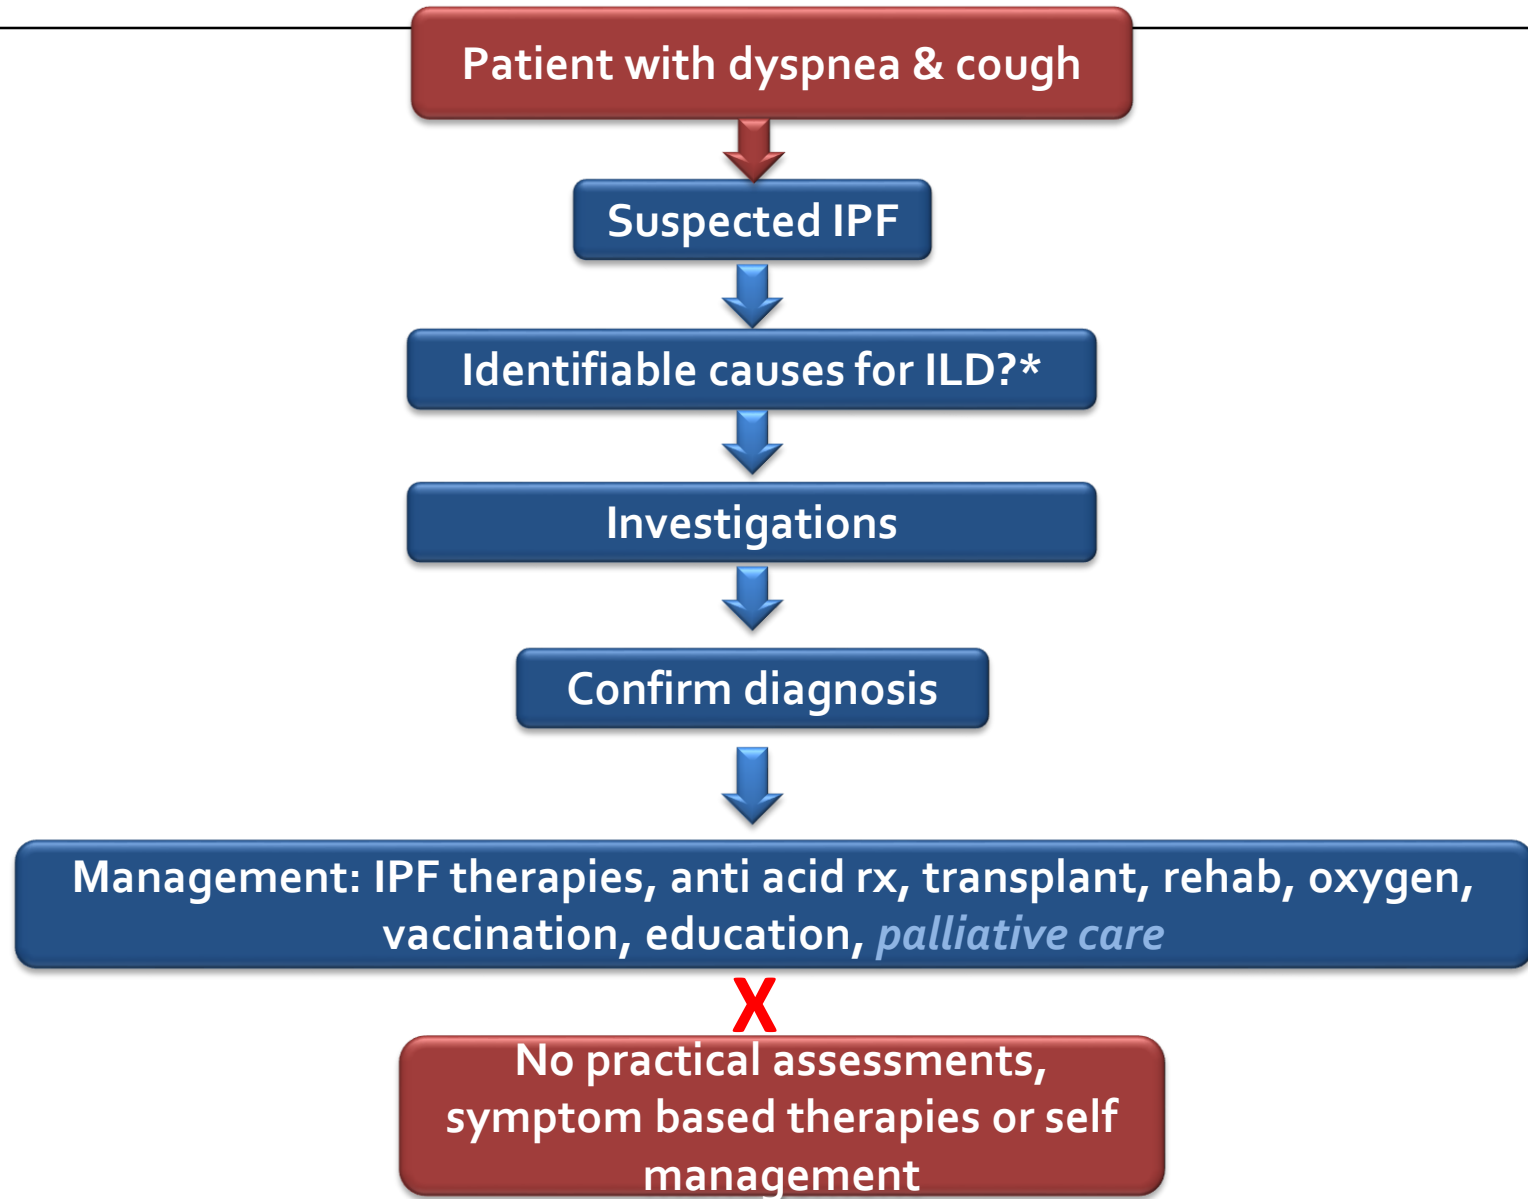 Patient with dyspnea & cough
Suspected IPF
Identifiable causes for ILD?*
Investigations
Confirm diagnosis
Management: IPF therapies, anti acid rx, transplant, rehab, oxygen,
vaccination, education, palliative care
X
No practical assessments,
symptom based therapies or self
management